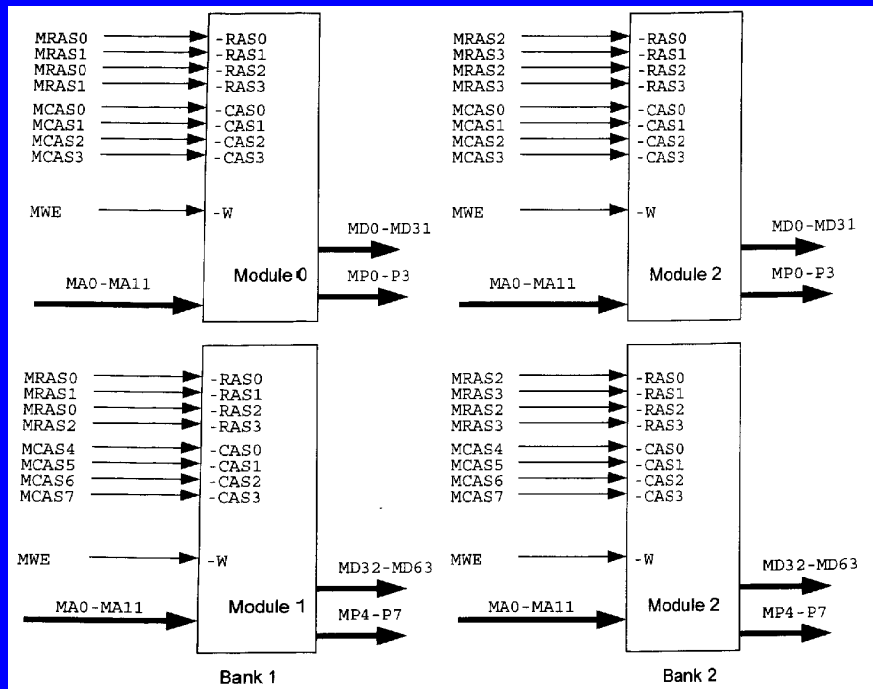 MRAS0
MRAS1
MRAS0
MRAS1
MCAS0
MCAS1
MCAS2
MCAS3
MWE
MA0-MA11
-RAS0
-RAS1
-RAS2
-RAS3
-CAS0
-CAS1
-CAS2
-CAS3
-W
Module 0
MD0-MD31
MP0-P3
MRAS2
MRAS3
MRAS2
MRAS3
MCAS0
MCAS1
MCAS2
MCAS3
MWE
MA0-MA11
-RAS0
-RAS1
-RAS2
-RAS3
-CAS0
-CAS1
-CAS2
-CAS3
-W
Module 2
MD0-MD31
MP0-P3
MRAS0
MRAS1
MRAS0
MRAS2
MCAS4
MCAS5
MCAS6
MCAS7
MWE
MA0-MA11
-RAS0
-RAS1
-RAS2
-RAS3
-CAS0
-CAS1
-CAS2
-CAS3
-W
Module 1
MD32-MD63
MP4-P7
Bank 1
MRAS2
MRAS3
MRAS2
MRAS3
MCAS4
MCAS5
MCAS6
MCAS7
MWE
MA0-MA11
-RAS0
-RAS1
-RAS2
-RAS3
-CAS0
-CAS1
-CAS2
-CAS3
-W
Module 2
MD32-MD63
MP4-P7
Bank 2